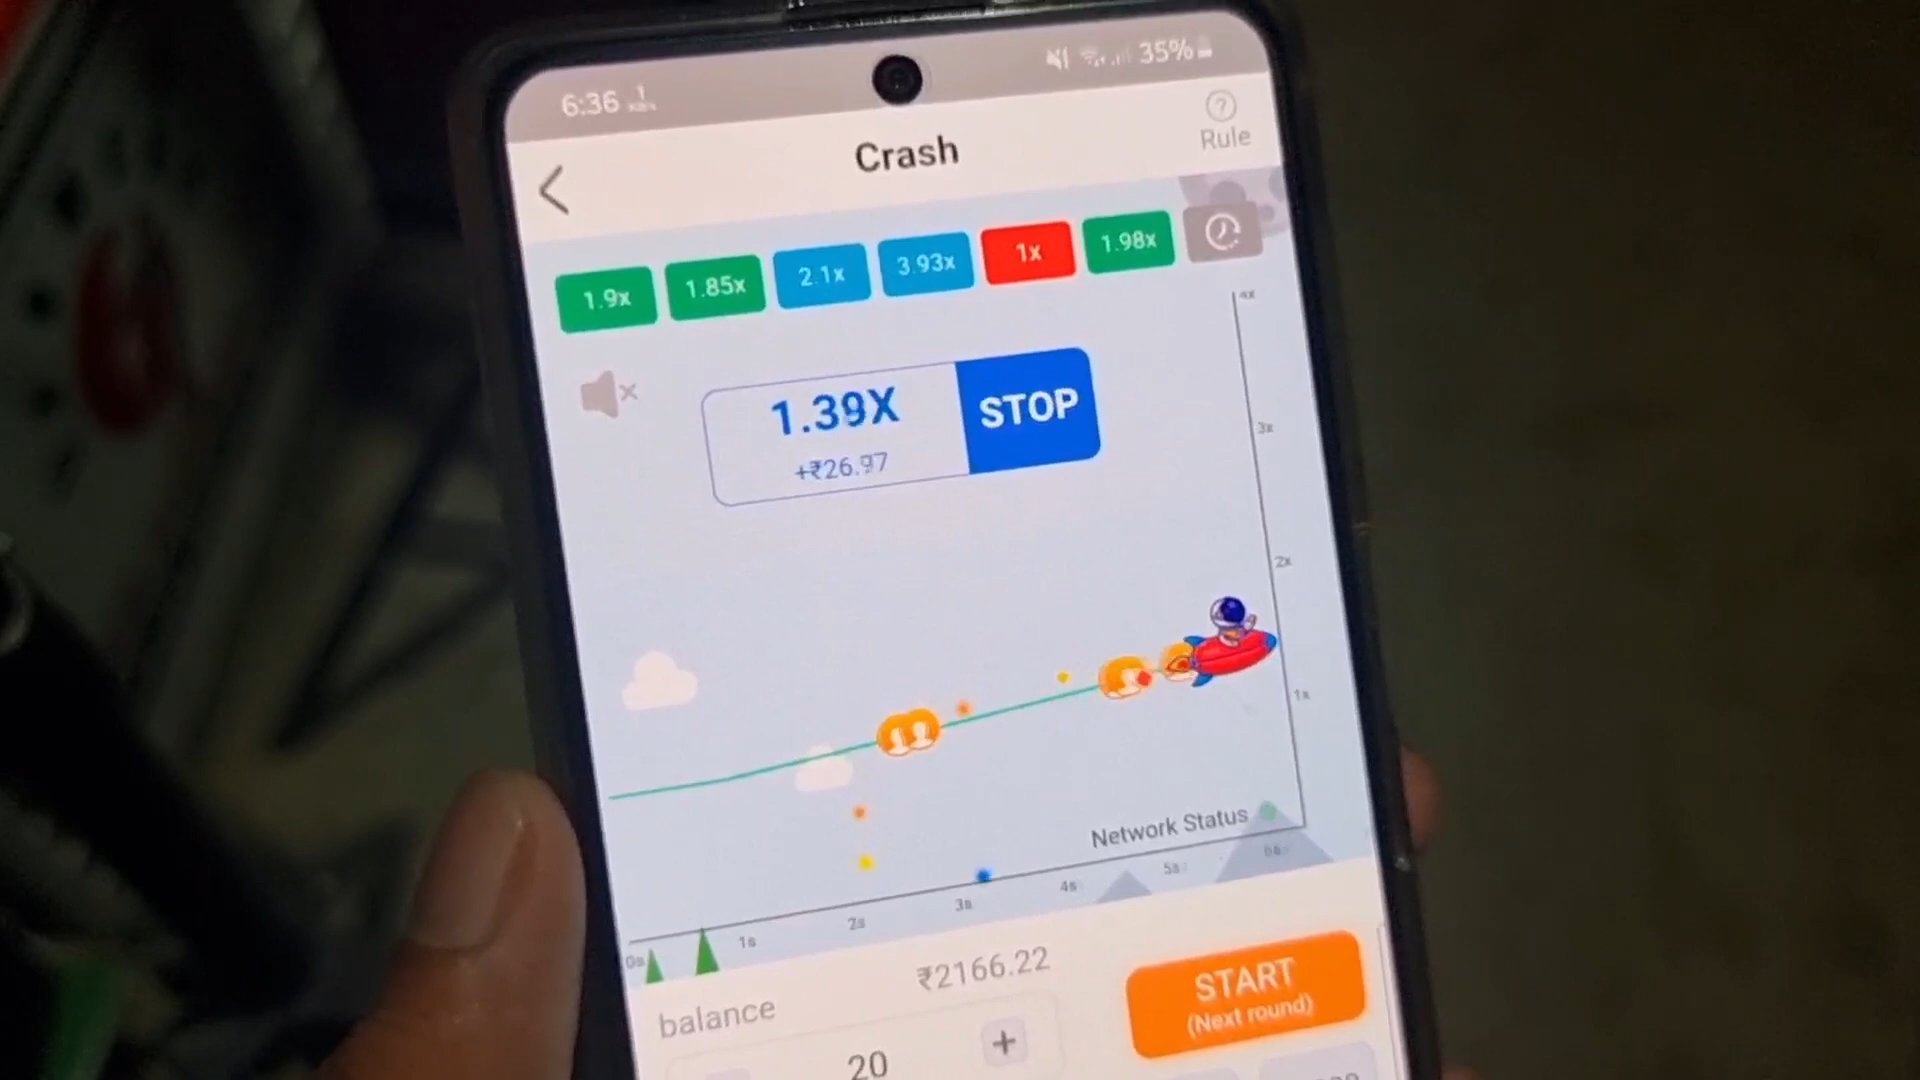 6:36
35%
Crash
Rule
1.9x 1.85x 2.1x 3.93x 1x 1.98x
4x
1.39X STOP
+₹26.97
3x
2x
1x
Network Status
0s 1s 2s 3s 4s 5s
balance ₹2166.22
START
(Next round)
20 +